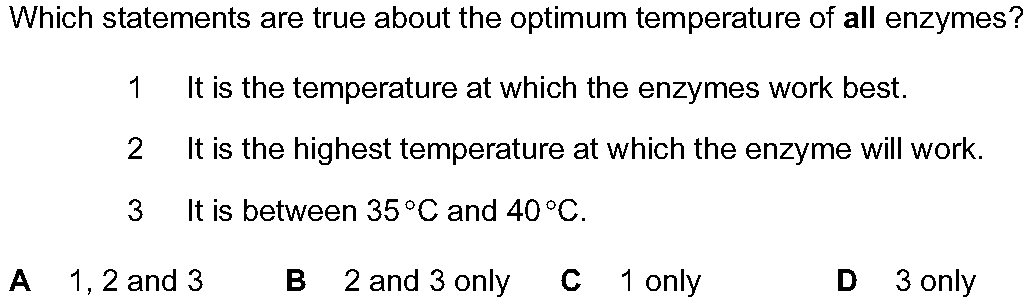 Which statements are true about the optimum temperature of all enzymes?
1 It is the temperature at which the enzymes work best.
2 It is the highest temperature at which the enzyme will work.
3 It is between 35 °C and 40 °C.
A 1, 2 and 3 B 2 and 3 only C 1 only D 3 only